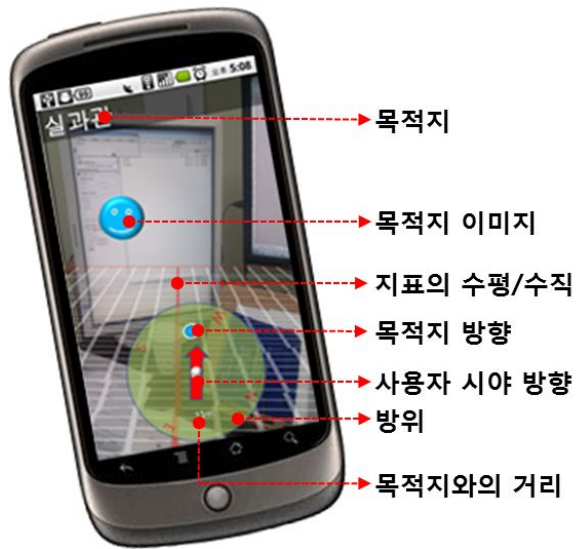 오후 5:08
실과관
목적지
목적지 이미지
지표의 수평/수직
목적지 방향
사용자 시야 방향
방위
목적지와의 거리
W
S
N
E